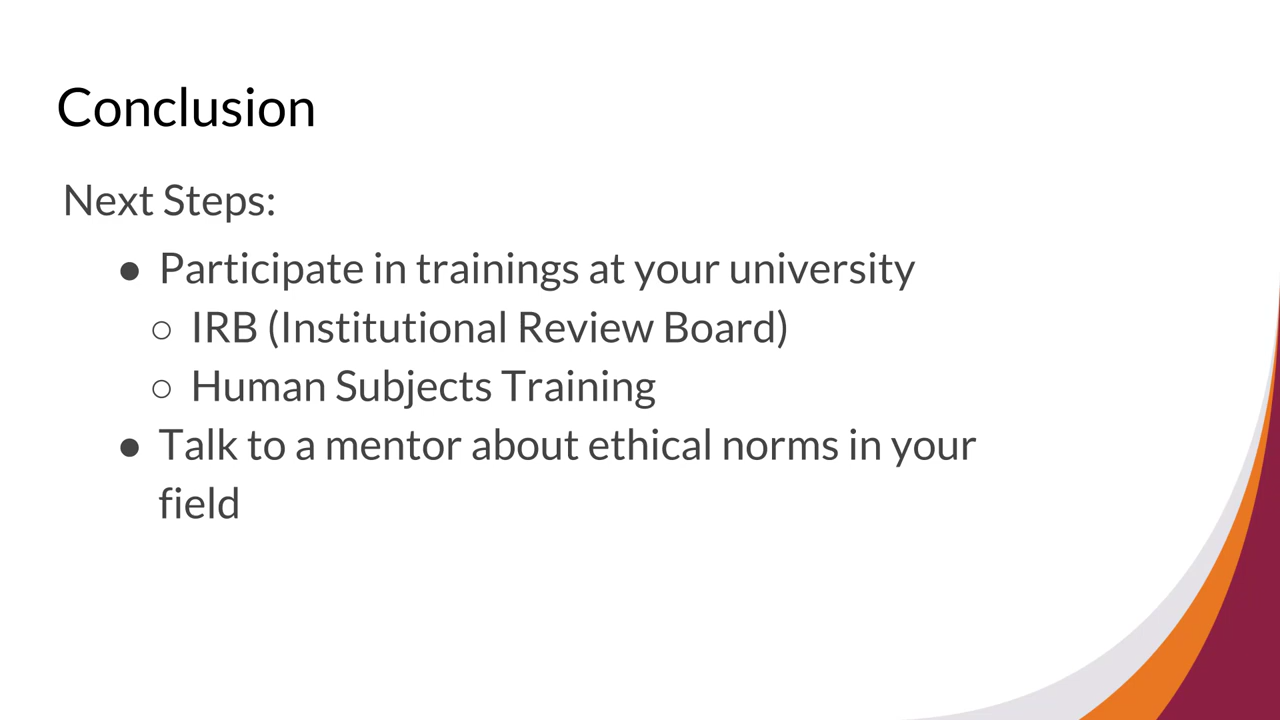 Conclusion
Next Steps:
● Participate in trainings at your university
○ IRB (Institutional Review Board)
○ Human Subjects Training
● Talk to a mentor about ethical norms in your
field